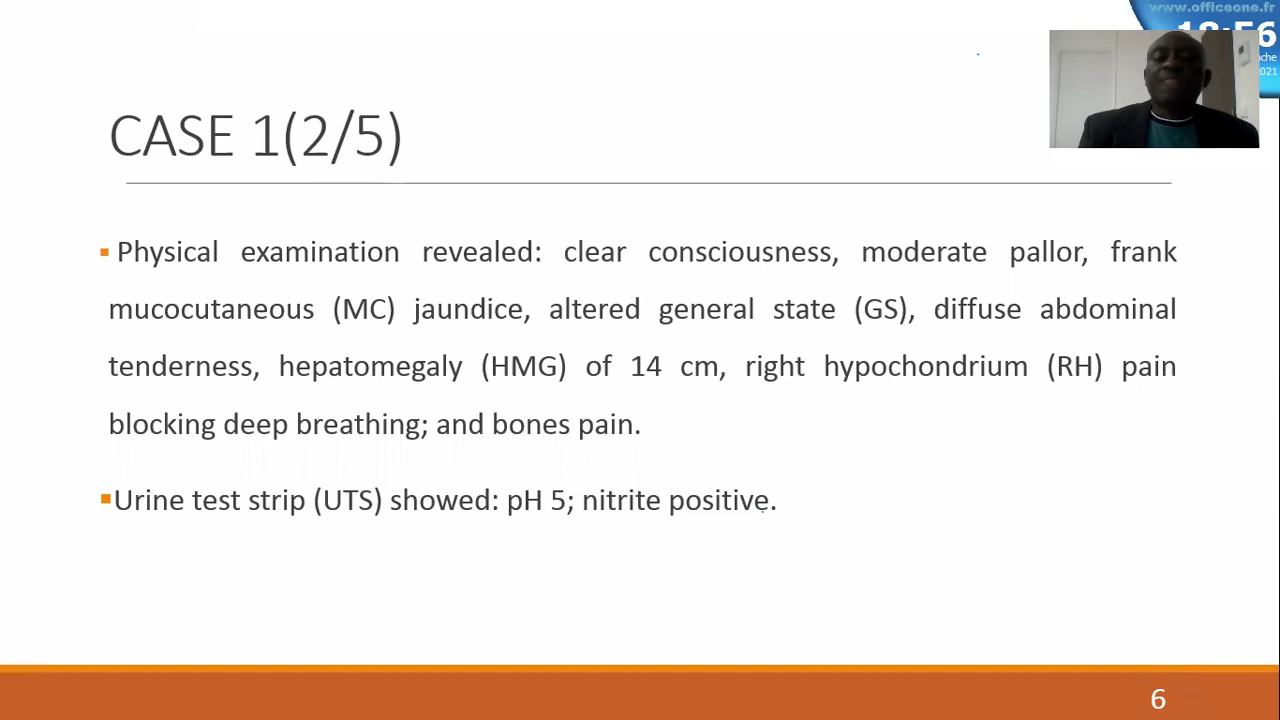 www.officeone.fr
18:56
CASE 1(2/5)
▪ Physical examination revealed: clear consciousness, moderate pallor, frank
mucocutaneous (MC) jaundice, altered general state (GS), diffuse abdominal
tenderness, hepatomegaly (HMG) of 14 cm, right hypochondrium (RH) pain
blocking deep breathing; and bones pain.
▪Urine test strip (UTS) showed: pH 5; nitrite positive.
6